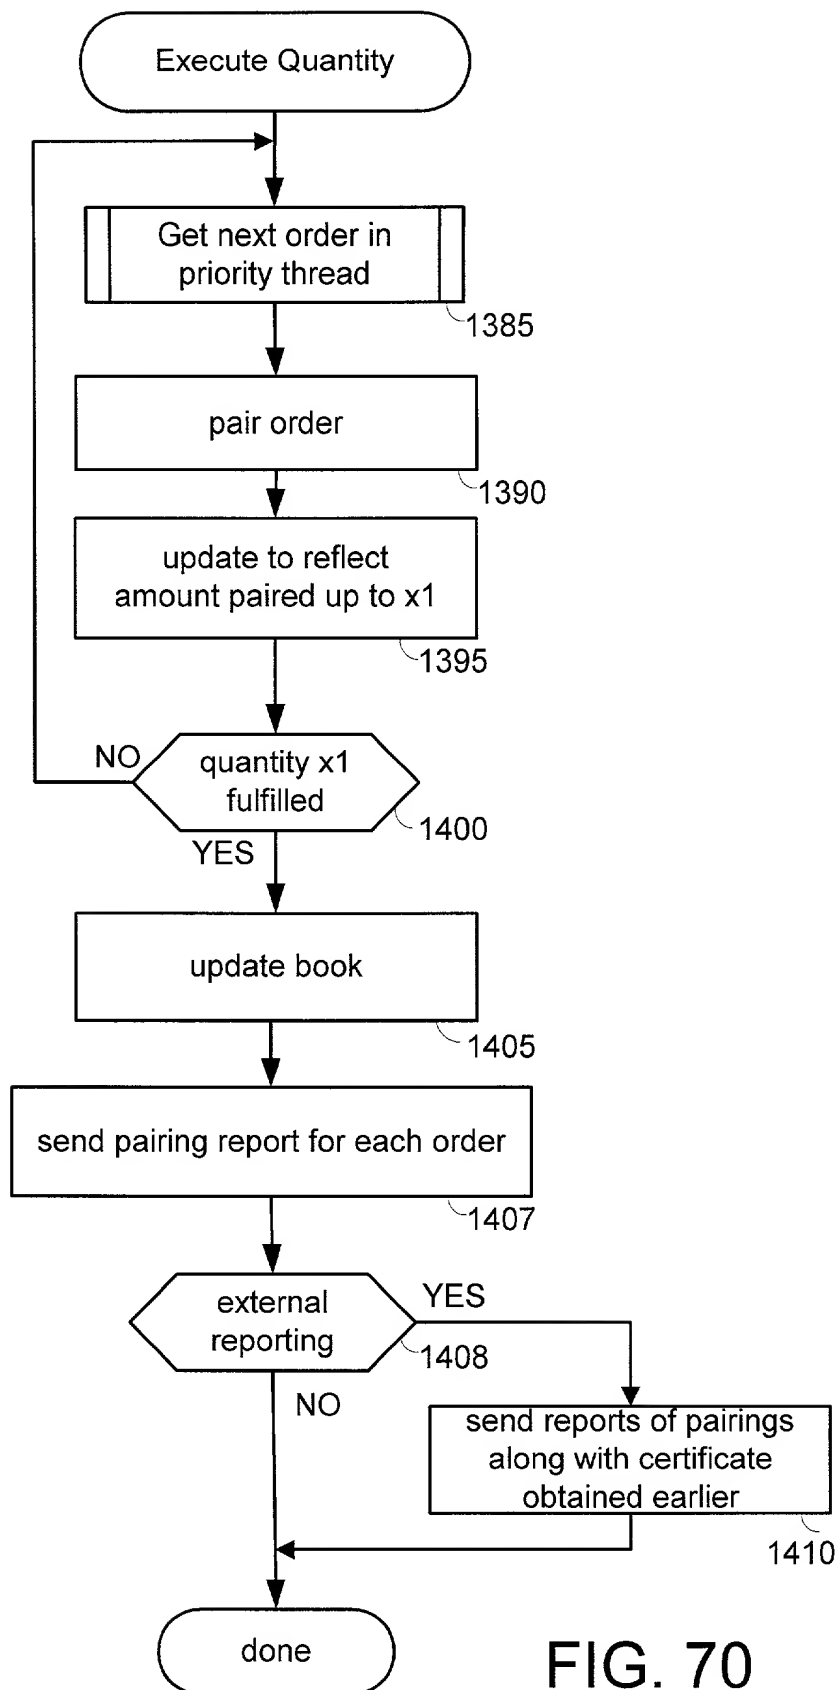 Execute Quantity
Get next order in
priority thread
1385
pair order
1390
update to reflect
amount paired up to x1
1395
NO
quantity x1
fulfilled
1400
YES
update book
1405
send pairing report for each order
1407
external
reporting
YES
1408
NO
send reports of pairings
along with certificate
obtained earlier
1410
done
FIG. 70